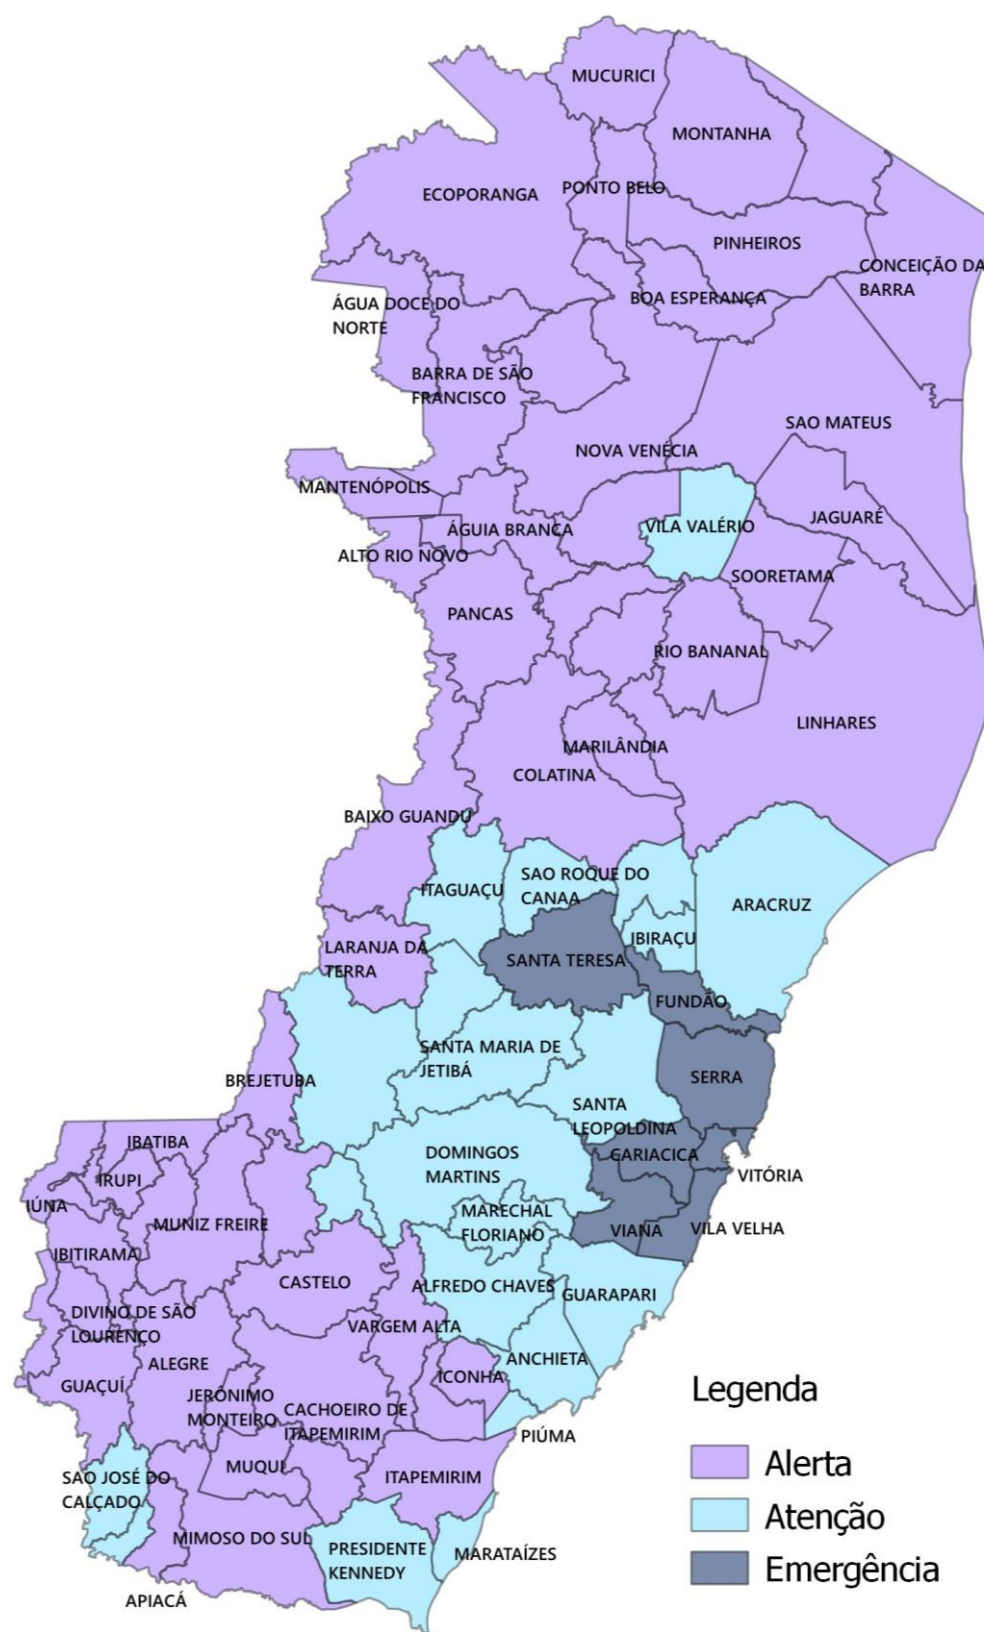 MUCURICI
MONTANHA
PONTO BELO
ECOPORANGA
PINHEIROS
CONCEIÇÃO DA
BARRA
BOA ESPERANÇA
ÁGUA DOCE DO
NORTE
BARRA DE SÃO
FRANCISCO
SAO MATEUS
NOVA VENÉCIA
MANTENÓPOLIS
JAGUARÉ
VILA VALÉRIO
ÁGUIA BRANCA
ALTO RIO NOVO
SOORETAMA
PANCAS
RIO BANANAL
LINHARES
MARILÂNDIA
COLATINA
BAIXO GUANDU
SAO ROQUE DO
CANAA
ITAGUAÇU
ARACRUZ
IBIRAÇU
LARANJA DA
TERRA
SANTA TERESA
FUNDÃO
SANTA MARIA DE
JETIBÁ
SERRA
BREJETUBA
SANTA
LEOPOLDINA
IBATIBA
DOMINGOS
MARTINS
CARIACICA
VITÓRIA
IRUPI
IÚNA
MARECHAL
FLORIANO
MUNIZ FREIRE
VIANA
VILA VELHA
IBITIRAMA
CASTELO
ALFREDO CHAVES
GUARAPARI
DIVINO DE SÃO
LOURENÇO
VARGEM ALTA
ANCHIETA
ALEGRE
ICONHA
GUAÇUÍ
JERÔNIMO
MONTEIRO
CACHOEIRO DE
ITAPEMIRIM
PIÚMA
MUQUI
SAO JOSÉ DO
CALÇADO
ITAPEMIRIM
MIMOSO DO SUL
PRESIDENTE
KENNEDY
MARATAÍZES
APIACÁ
Legenda
Alerta
Atenção
Emergência